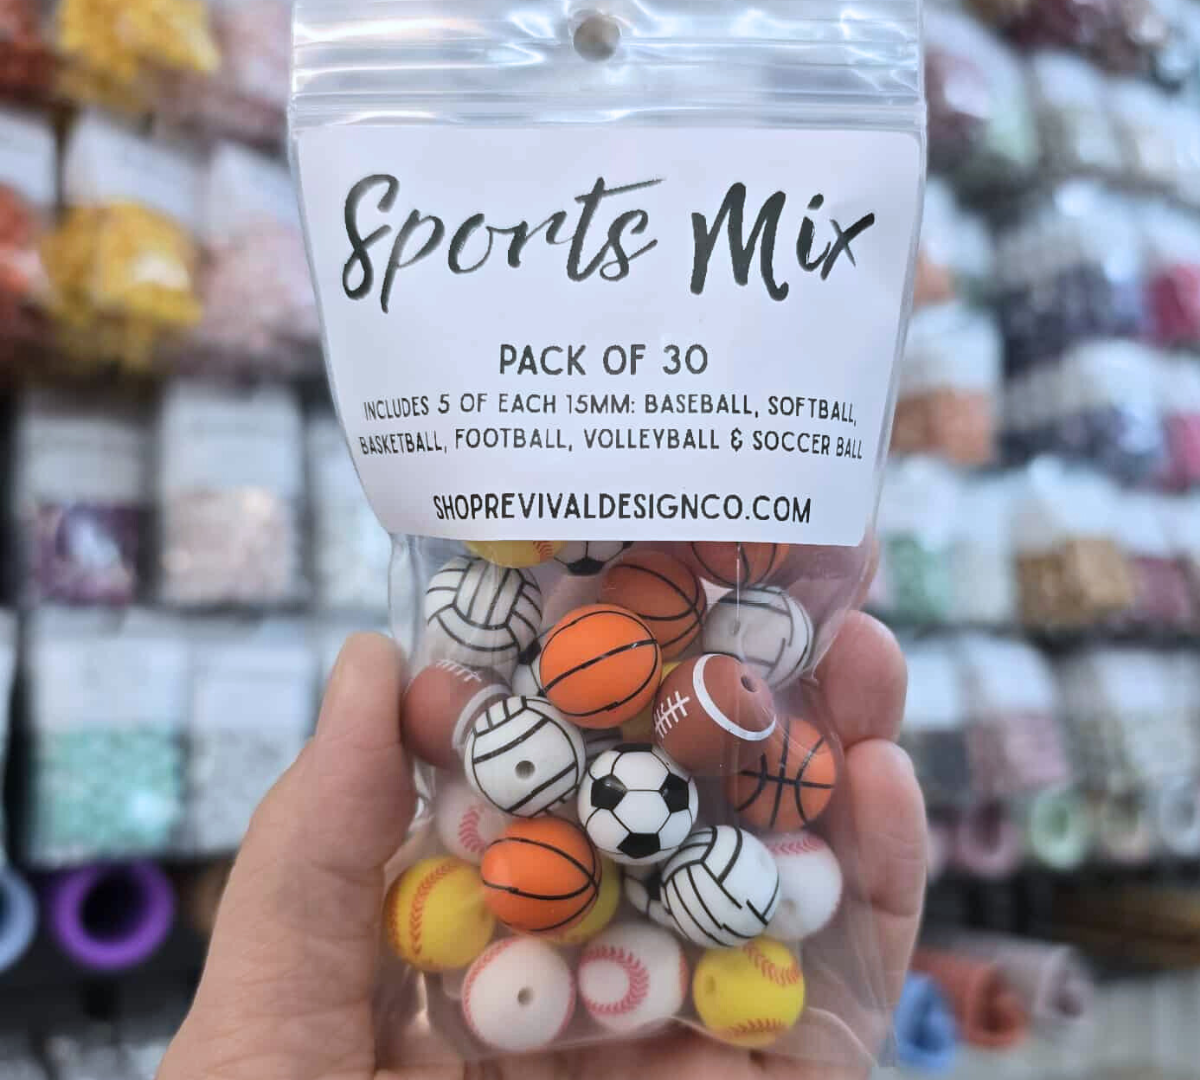 Sports Mix
PACK OF 30
INCLUDES 5 OF EACH 15MM: BASEBALL, SOFTBALL,
BASKETBALL, FOOTBALL, VOLLEYBALL & SOCCER BALL
SHOPREVIVALDESIGNCO.COM